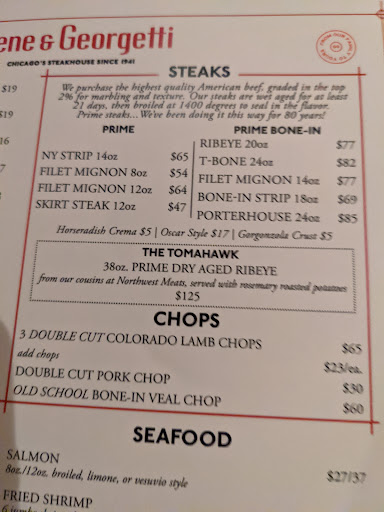 ene & Georgetti
CHICAGO'S STEAKHOUSE SINCE 1941
$19
$19
16
STEAKS
We purchase the highest quality American beef, graded in the top
2% for marbling and texture. Our steaks are wet aged for at least
21 days, then broiled at 1400 degrees to seal in the flavor.
Prime steaks... We've been doing it this way for 80 years!
PRIME
NY STRIP 14oz $65
FILET MIGNON 8oz $54
FILET MIGNON 12oz $64
SKIRT STEAK 12oz $47
PRIME BONE-IN
RIBEYE 20oz $77
T-BONE 24oz $82
FILET MIGNON 14oz $77
BONE-IN STRIP 18oz $69
PORTERHOUSE 24oz $85
Horseradish Crema $5 | Oscar Style $17 | Gorgonzola Crust $5
THE TOMAHAWK
38oz. PRIME DRY AGED RIBEYE
from our cousins at Northwest Meats, served with rosemary roasted potatoes
$125
CHOPS
3 DOUBLE CUT COLORADO LAMB CHOPS $65
add chops $23/ea.
DOUBLE CUT PORK CHOP $30
OLD SCHOOL BONE-IN VEAL CHOP $60
SEAFOOD
SALMON
8oz./12oz. broiled, limone, or vesuvio style $27/37
FRIED SHRIMP